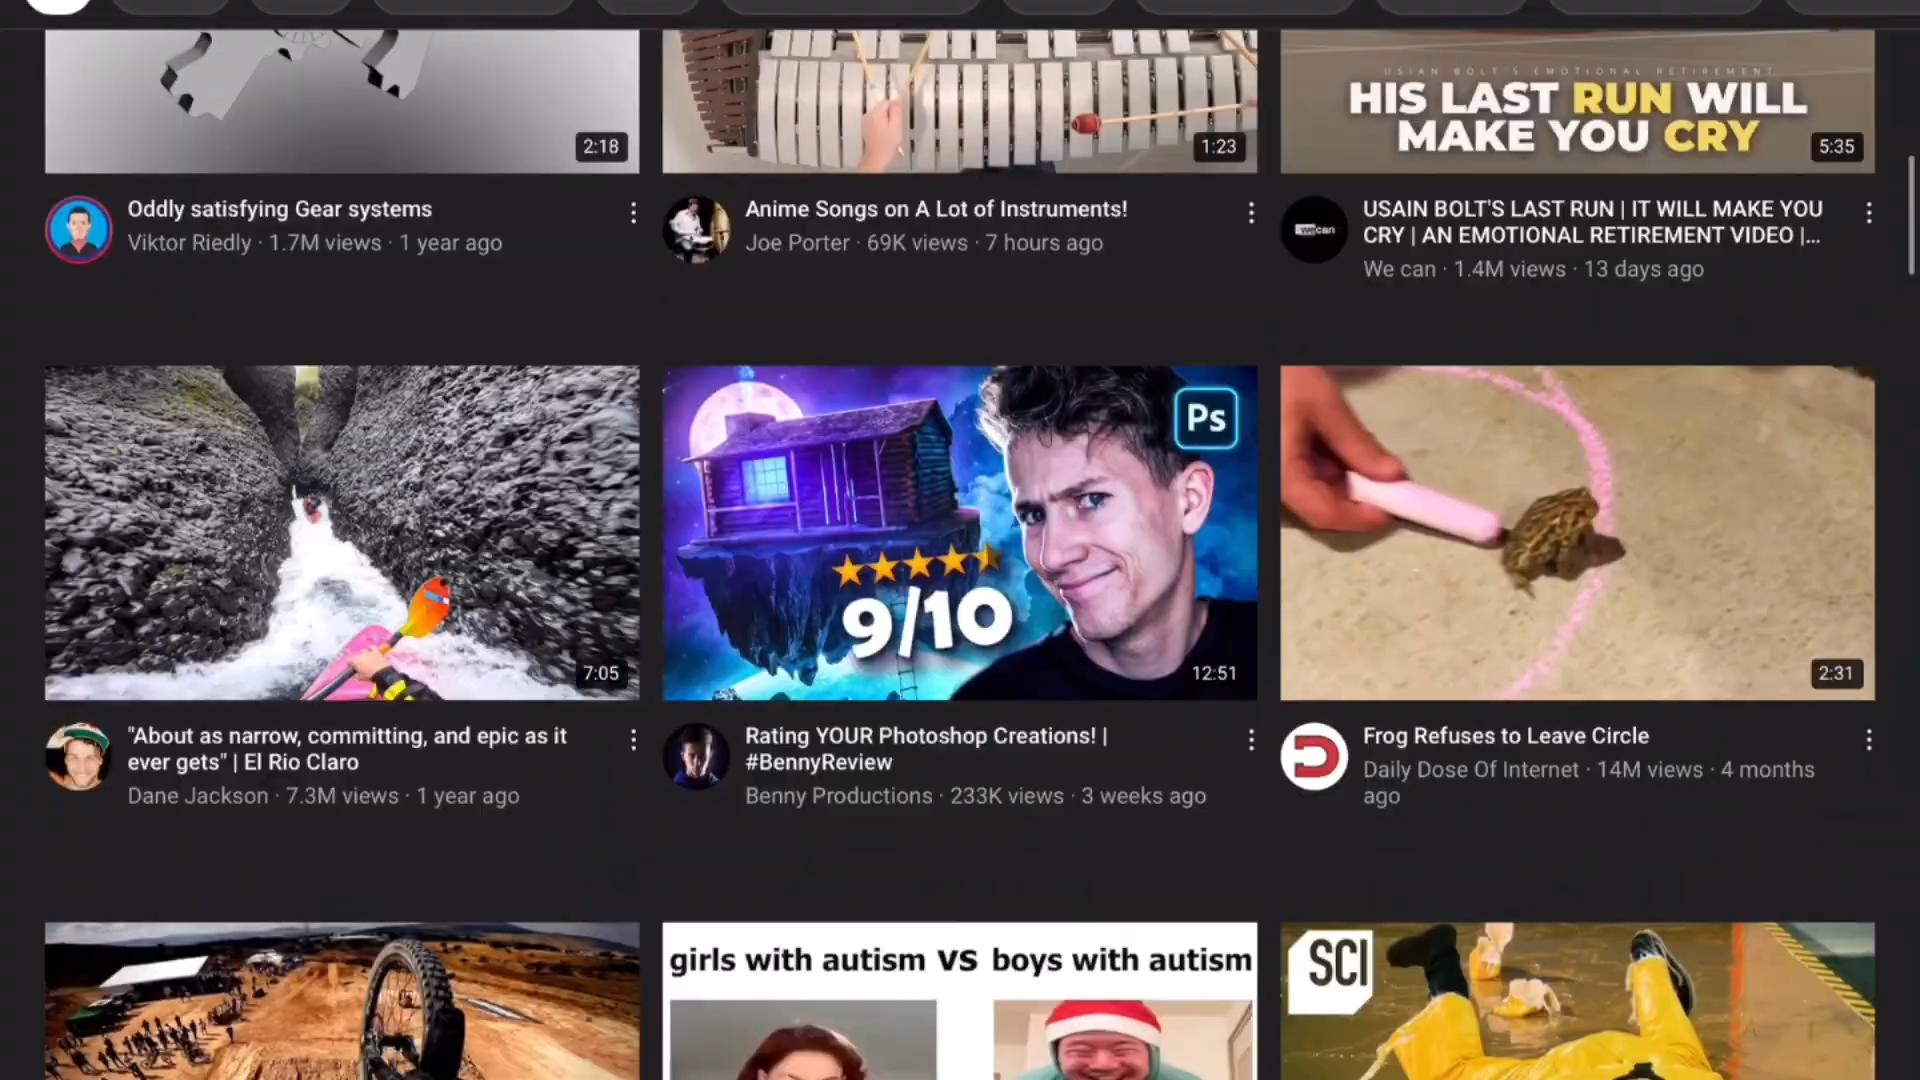 USIAN BOLT'S EMOTIONAL RETIREMENT
HIS LAST RUN WILL
MAKE YOU CRY
2:18
1:23
5:35
Oddly satisfying Gear systems
Viktor Riedly · 1.7M views · 1 year ago
Anime Songs on A Lot of Instruments!
Joe Porter · 69K views · 7 hours ago
wecan
USAIN BOLT'S LAST RUN | IT WILL MAKE YOU
CRY | AN EMOTIONAL RETIREMENT VIDEO |...
We can · 1.4M views · 13 days ago
Ps
9/10
7:05
12:51
2:31
"About as narrow, committing, and epic as it
ever gets" | El Rio Claro
Dane Jackson · 7.3M views · 1 year ago
Rating YOUR Photoshop Creations! |
#BennyReview
Benny Productions · 233K views · 3 weeks ago
Frog Refuses to Leave Circle
Daily Dose Of Internet · 14M views · 4 months
ago
girls with autism VS boys with autism
SCI